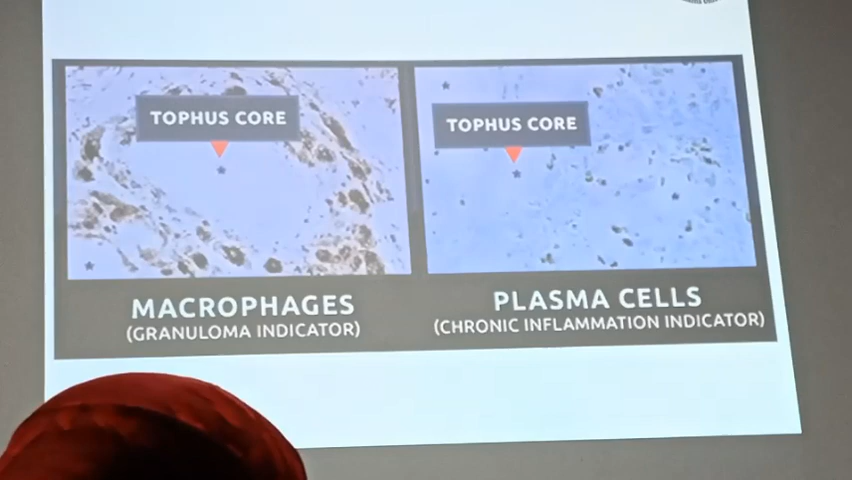 TOPHUS CORE
TOPHUS CORE
MACROPHAGES
(GRANULOMA INDICATOR)
PLASMA CELLS
(CHRONIC INFLAMMATION INDICATOR)